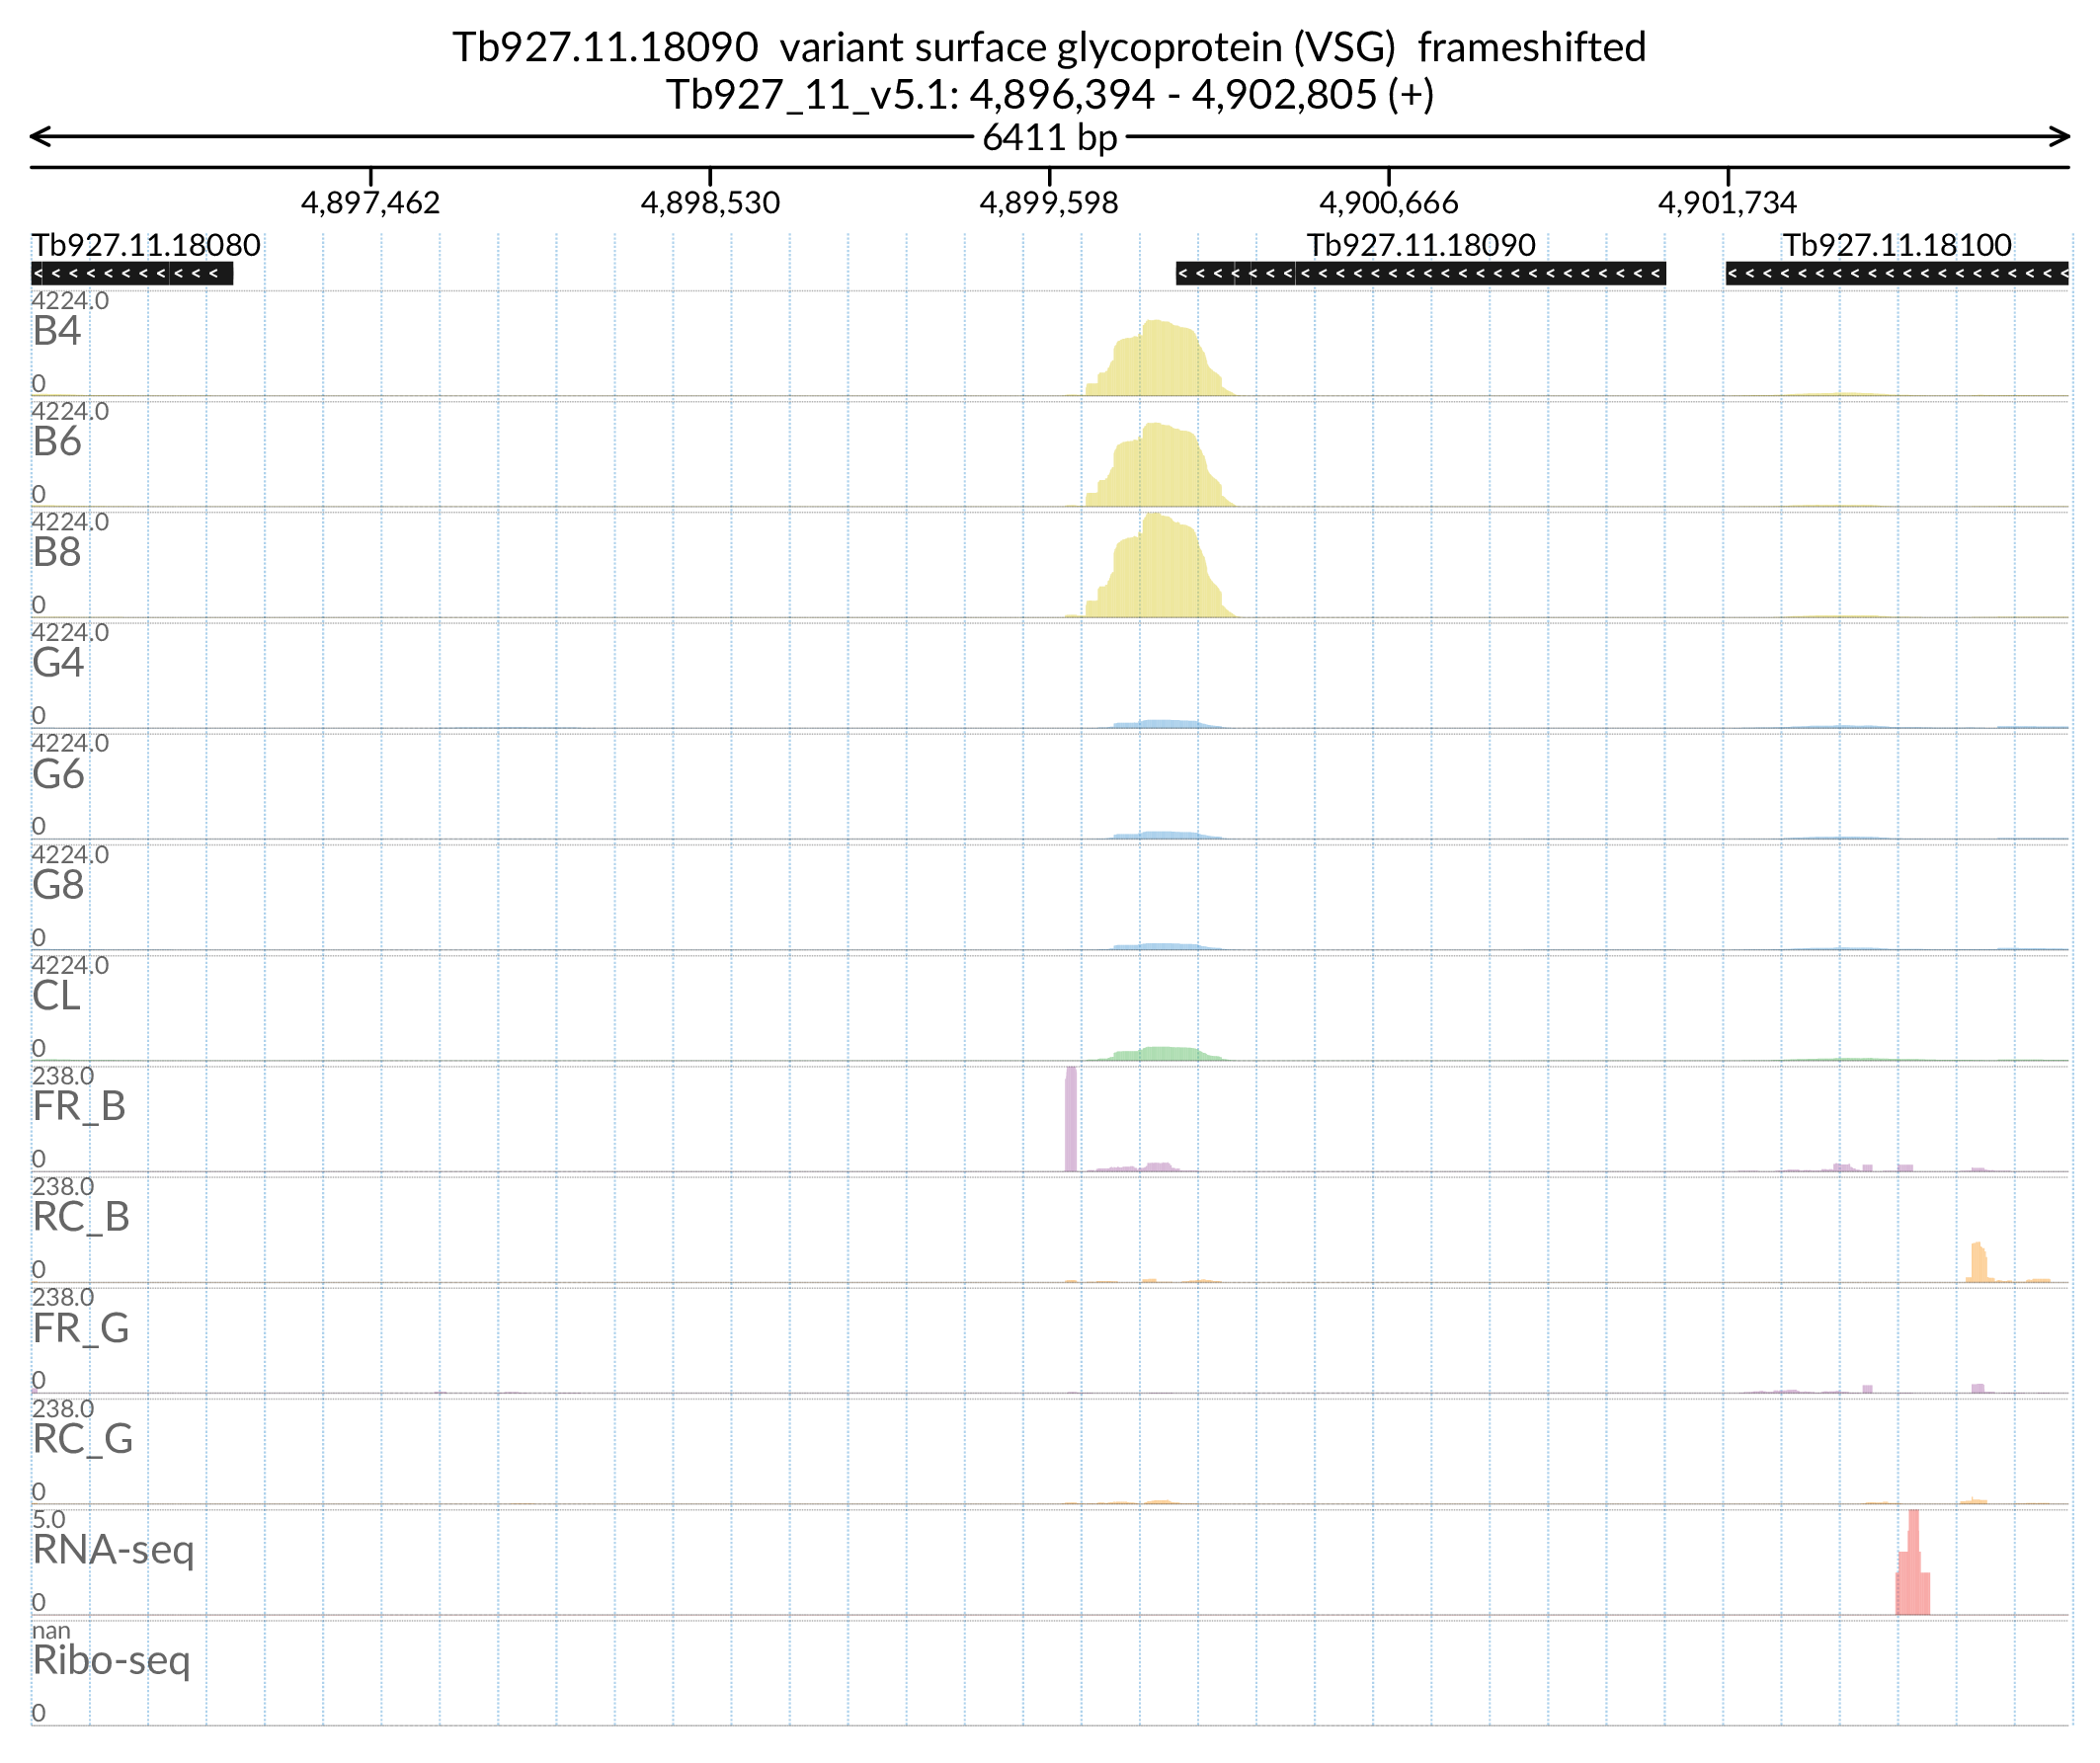 Tb927.11.18090  variant surface glycoprotein (VSG)  frameshifted
Tb927_11_v5.1: 4,896,394 - 4,902,805 (+)
6411 bp
4,897,462 4,898,530 4,899,598 4,900,666 4,901,734
Tb927.11.18080 Tb927.11.18090 Tb927.11.18100
4224.0
B4
0
4224.0
B6
0
4224.0
B8
0
4224.0
G4
0
4224.0
G6
0
4224.0
G8
0
4224.0
CL
0
238.0
FR_B
0
238.0
RC_B
0
238.0
FR_G
0
238.0
RC_G
0
5.0
RNA-seq
0
nan
Ribo-seq
0